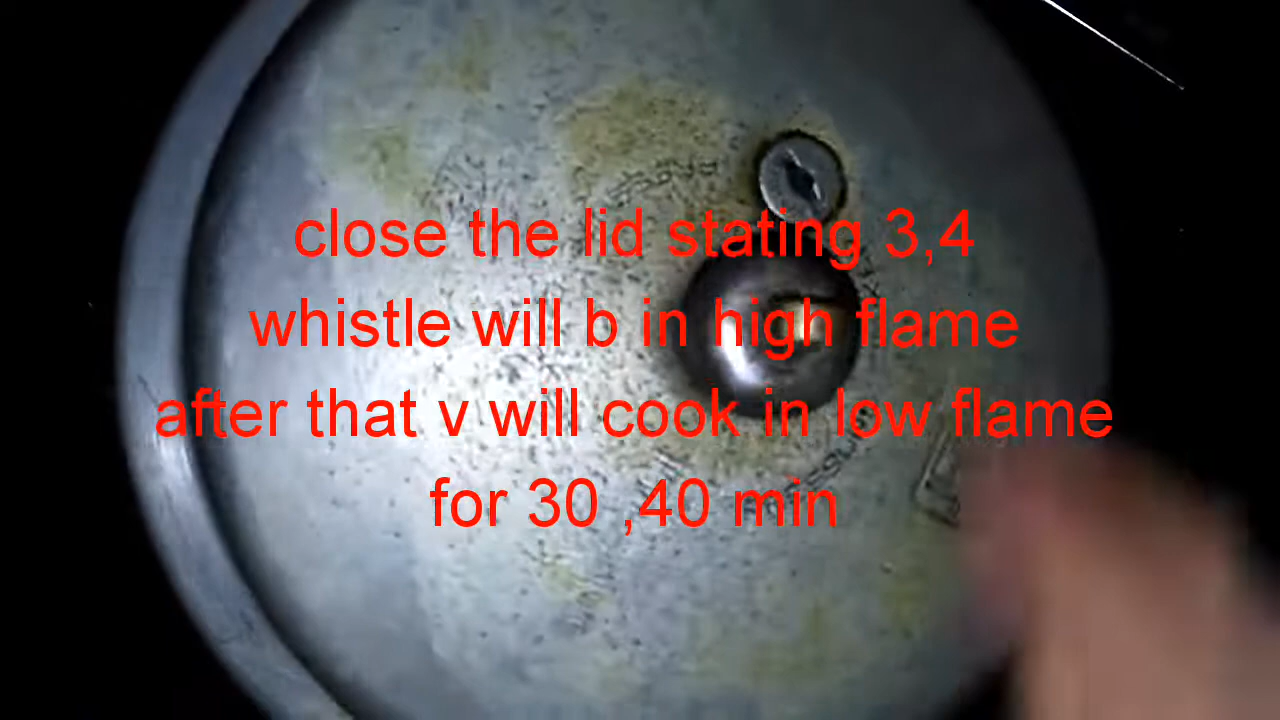 close the lid stating 3,4
whistle will b in high flame
after that v will cook in low flame
for 30 ,40 min